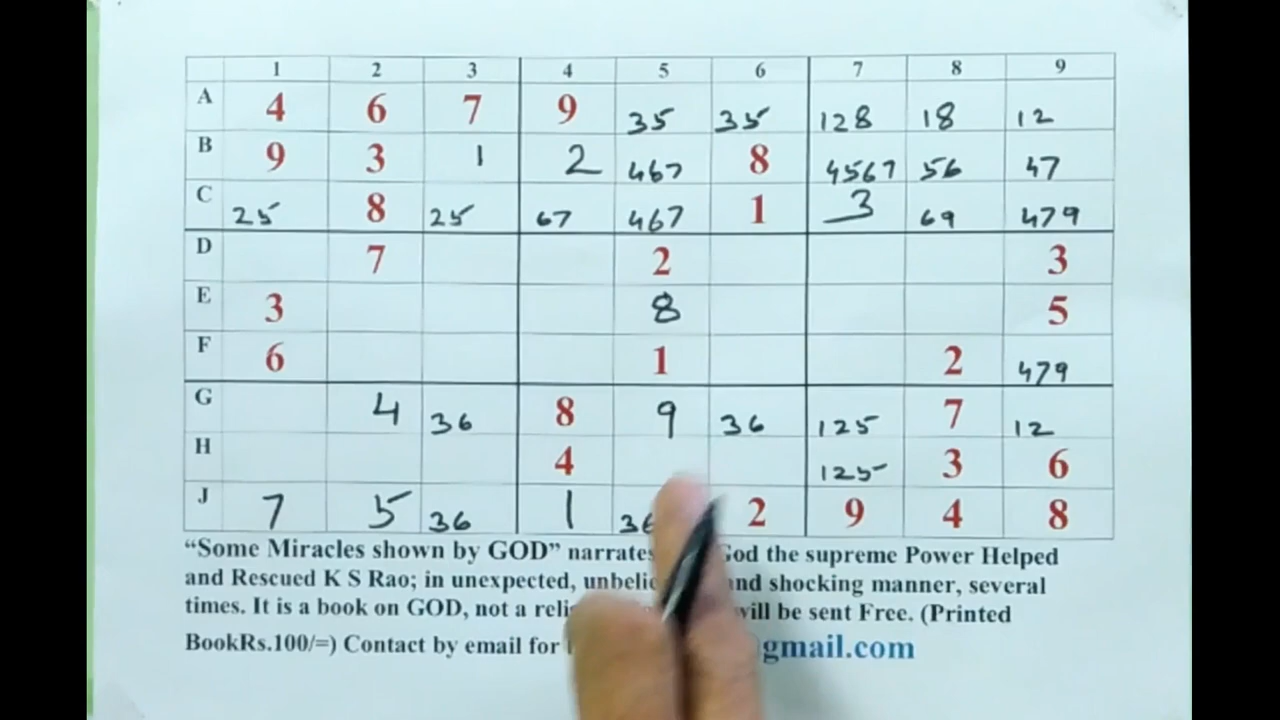 1 2 3 4 5 6 7 8 9
A 4 6 7 9 35 35 128 18 12
B 9 3 1 2 467 8 4567 56 47
C 25 8 25 67 467 1 3 69 479
D 7 2 3
E 3 8 5
F 6 1 2 479
G 4 36 8 9 36 125 7 12
H 4 125 3 6
J 7 5 36 1 36 2 9 4 8
“Some Miracles shown by GOD” narrates God the supreme Power Helped
and Rescued K S Rao; in unexpected, and shocking manner, several
times. It is a book on GOD, not a will be sent Free. (Printed
BookRs.100/=) Contact by email for gmail.com